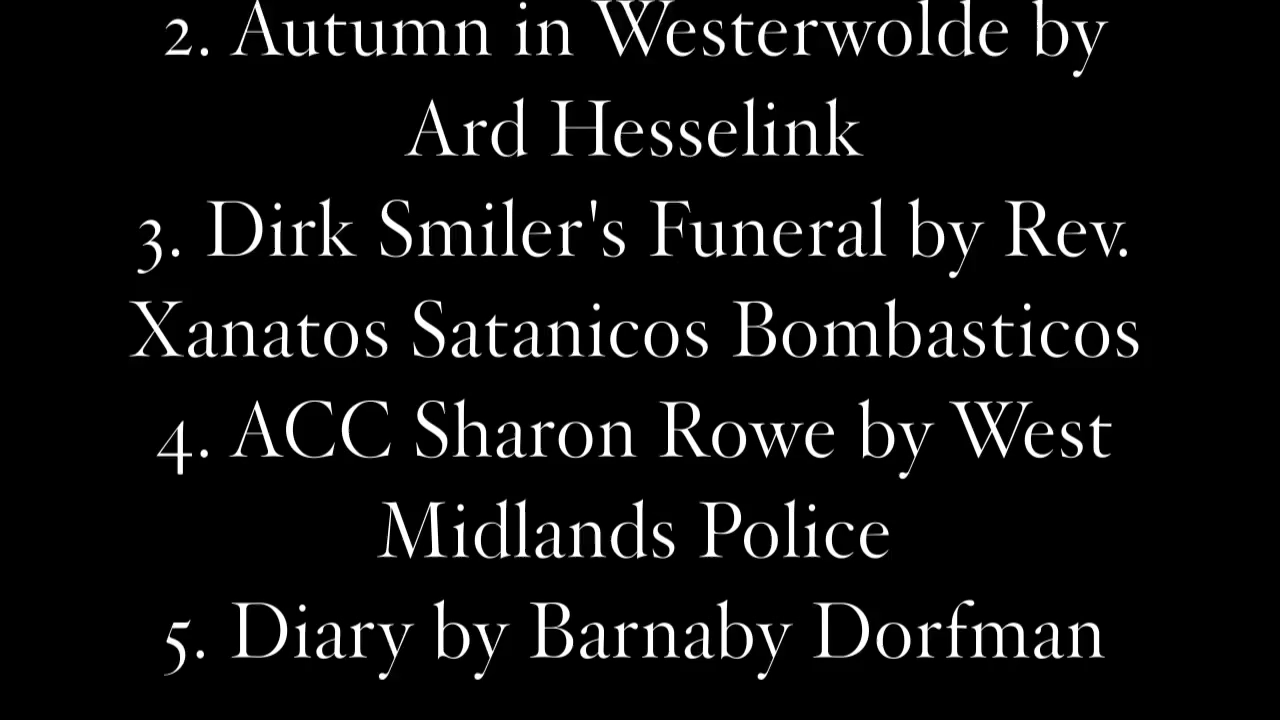 2. Autumn in Westerwolde by
Ard Hesselink
3. Dirk Smiler's Funeral by Rev.
Xanatos Satanicos Bombasticos
4. ACC Sharon Rowe by West
Midlands Police
5. Diary by Barnaby Dorfman